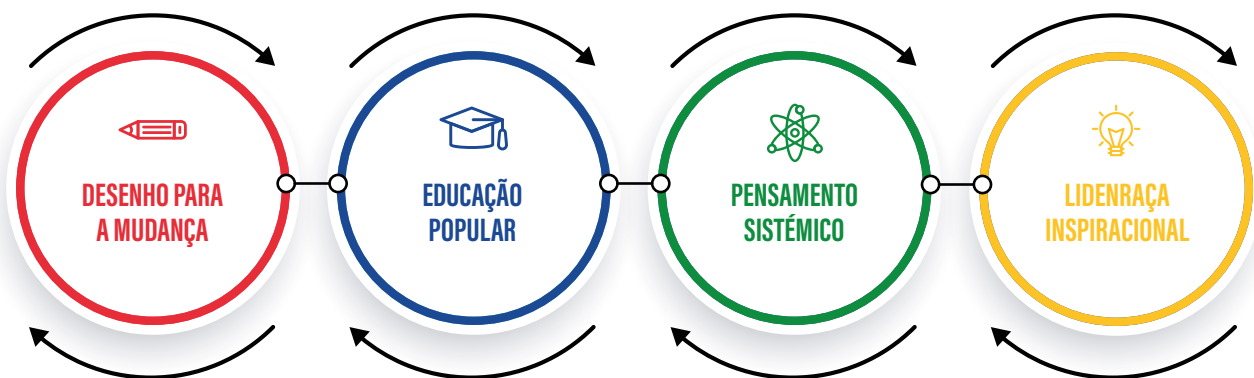 DESENHO PARA
A MUDANÇA
EDUCAÇÃO
POPULAR
PENSAMENTO
SISTÉMICO
LIDENRAÇA
INSPIRACIONAL